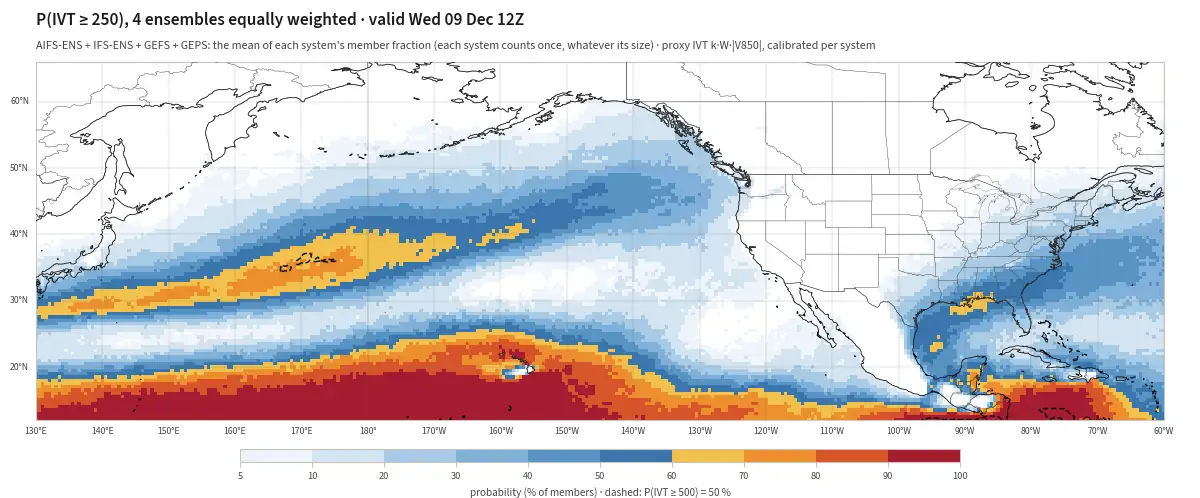 P(IVT ≥ 250), 4 ensembles equally weighted · valid Wed 09 Dec 12Z
AIFS-ENS + IFS-ENS + GEFS + GEPS: the mean of each system's member fraction (each system counts once, whatever its size) · proxy IVT k·W·|V850|, calibrated per system
60°N
50°N
40°N
30°N
20°N
130°E 140°E 150°E 160°E 170°E 180° 170°W 160°W 150°W 140°W 130°W 120°W 110°W 100°W 90°W 80°W 70°W 60°W
5 10 20 30 40 50 60 70 80 90 100
probability (% of members) · dashed: P(IVT ≥ 500) = 50 %